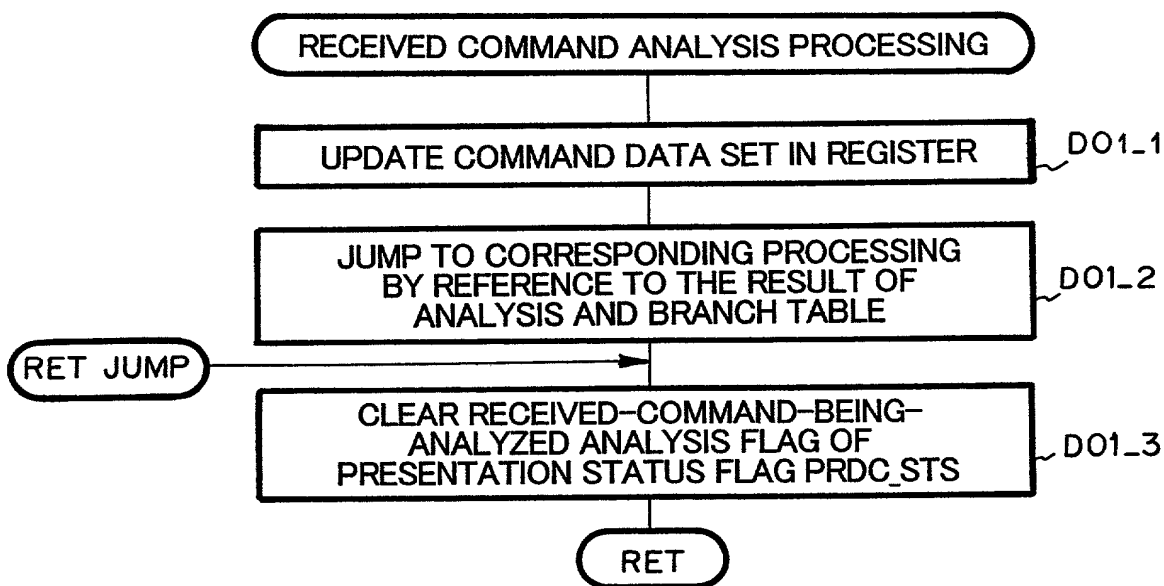 RECEIVED COMMAND ANALYSIS PROCESSING
UPDATE COMMAND DATA SET IN REGISTER
D01_1
JUMP TO CORRESPONDING PROCESSING
BY REFERENCE TO THE RESULT OF
ANALYSIS AND BRANCH TABLE
D01_2
RET JUMP
CLEAR RECEIVED-COMMAND-BEING-
ANALYZED ANALYSIS FLAG OF
PRESENTATION STATUS FLAG PRDC_STS
D01_3
RET